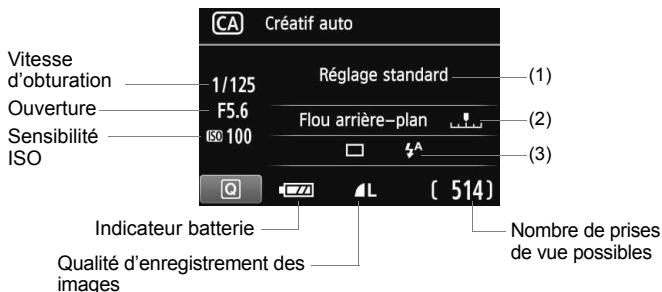 CA Créatif auto
Vitesse
d'obturation
1/125
Réglage standard
(1)
Ouverture
F5.6
Flou arrière-plan
(2)
Sensibilité
ISO
ISO 100
A
(3)
Q
L
( 514)
Indicateur batterie
Nombre de prises
de vue possibles
Qualité d'enregistrement des
images